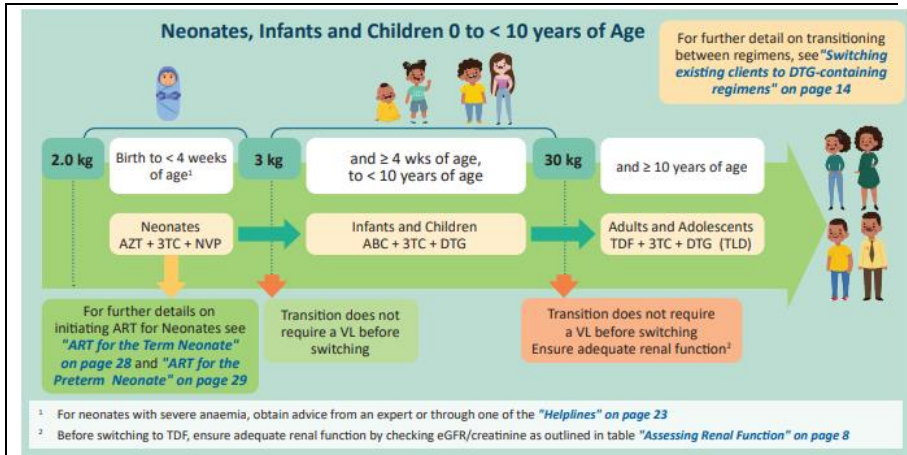 Neonates, Infants and Children 0 to < 10 years of Age
For further detail on transitioning
between regimens, see "Switching
existing clients to DTG-containing
regimens" on page 14
2.0 kg
Birth to < 4 weeks
of age¹
3 kg
and ≥ 4 wks of age,
to < 10 years of age
30 kg
and ≥ 10 years of age
Neonates
AZT + 3TC + NVP
Infants and Children
ABC + 3TC + DTG
Adults and Adolescents
TDF + 3TC + DTG (TLD)
For further details on
initiating ART for Neonates see
"ART for the Term Neonate"
on page 28 and "ART for the
Preterm Neonate" on page 29
Transition does not
require a VL before
switching
Transition does not require
a VL before switching
Ensure adequate renal function²
¹ For neonates with severe anaemia, obtain advice from an expert or through one of the "Helplines" on page 23
² Before switching to TDF, ensure adequate renal function by checking eGFR/creatinine as outlined in table "Assessing Renal Function" on page 8